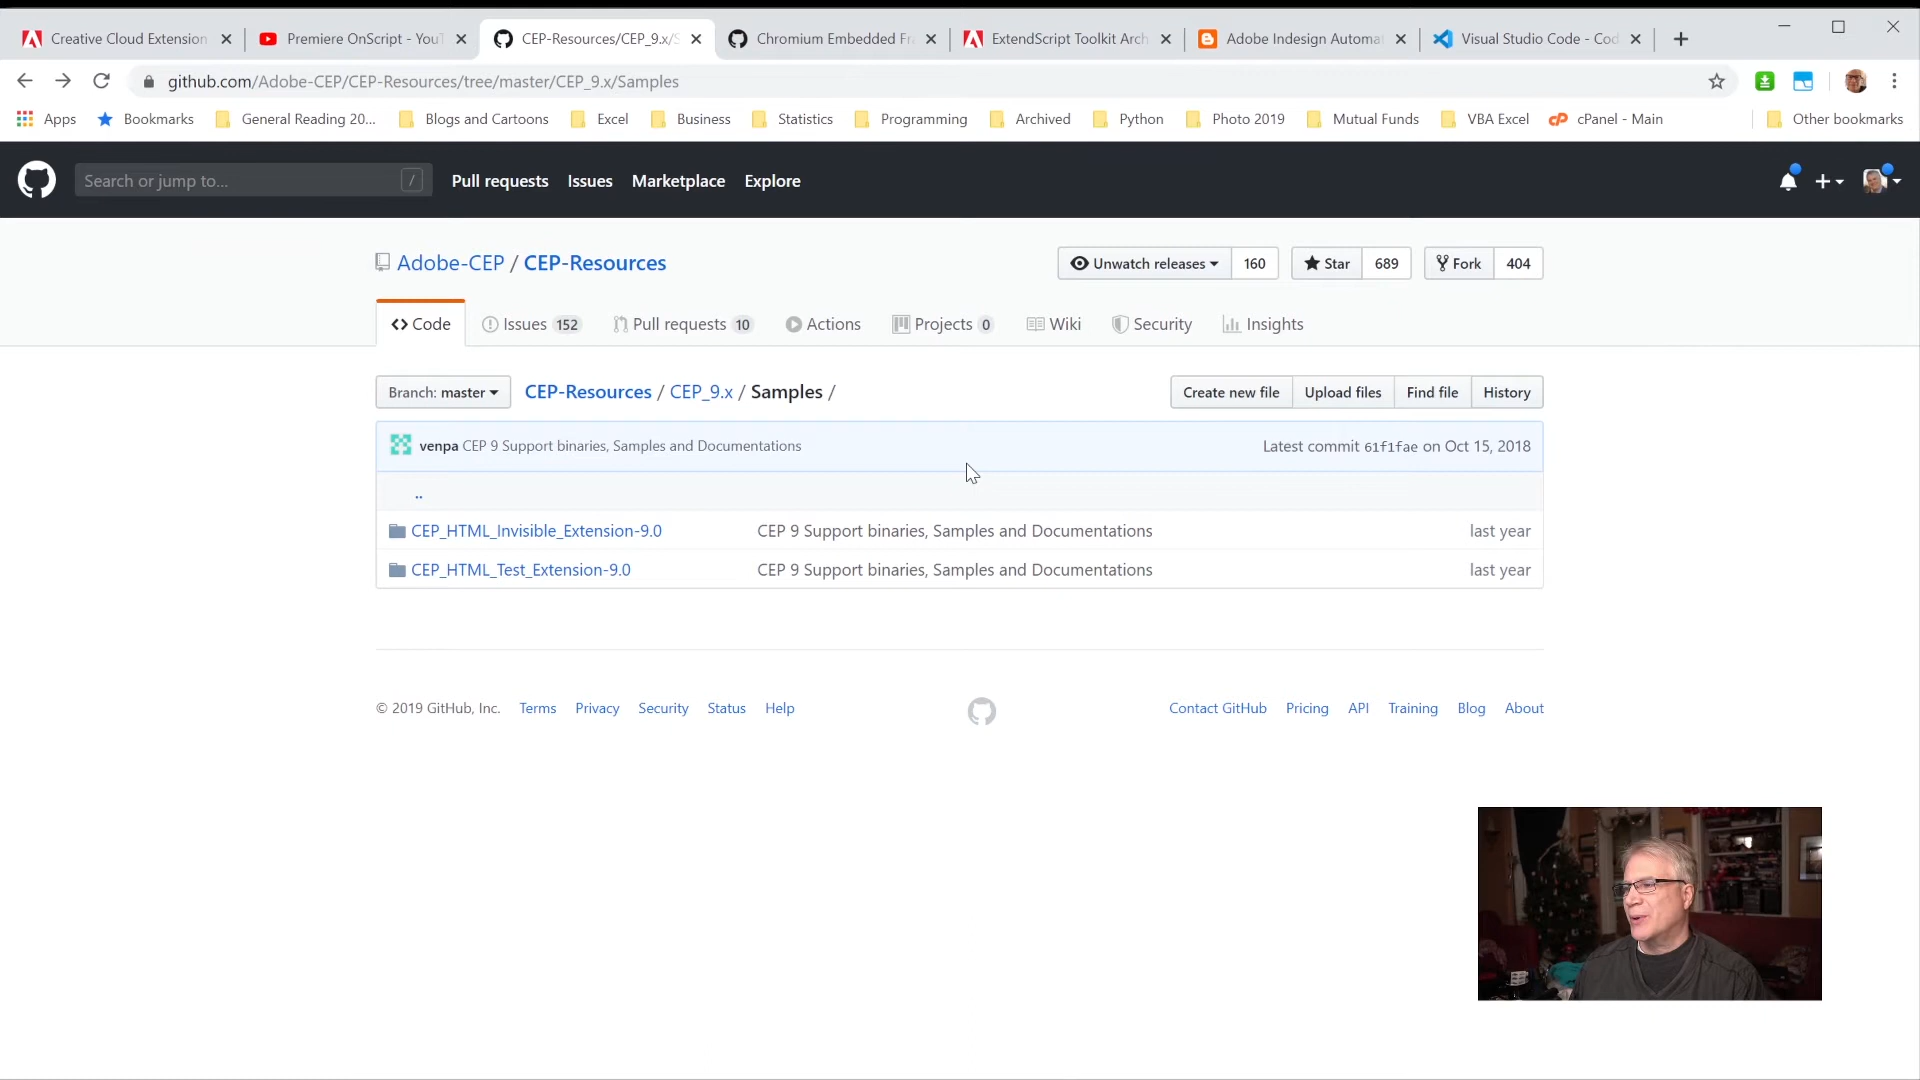 Creative Cloud Extension
Premiere OnScript - YouT
CEP-Resources/CEP_9.x/S
Chromium Embedded Fr
ExtendScript Toolkit Arch
Adobe Indesign Automat
Visual Studio Code - Cod
github.com/Adobe-CEP/CEP-Resources/tree/master/CEP_9.x/Samples
Apps Bookmarks General Reading 20... Blogs and Cartoons Excel Business Statistics Programming Archived Python Photo 2019 Mutual Funds VBA Excel cPanel - Main Other bookmarks
Search or jump to... / Pull requests Issues Marketplace Explore
Adobe-CEP / CEP-Resources Unwatch releases 160 Star 689 Fork 404
Code Issues 152 Pull requests 10 Actions Projects 0 Wiki Security Insights
Branch: master CEP-Resources / CEP_9.x / Samples / Create new file Upload files Find file History
venpa CEP 9 Support binaries, Samples and Documentations Latest commit 61f1fae on Oct 15, 2018
..
CEP_HTML_Invisible_Extension-9.0 CEP 9 Support binaries, Samples and Documentations last year
CEP_HTML_Test_Extension-9.0 CEP 9 Support binaries, Samples and Documentations last year
© 2019 GitHub, Inc. Terms Privacy Security Status Help Contact GitHub Pricing API Training Blog About